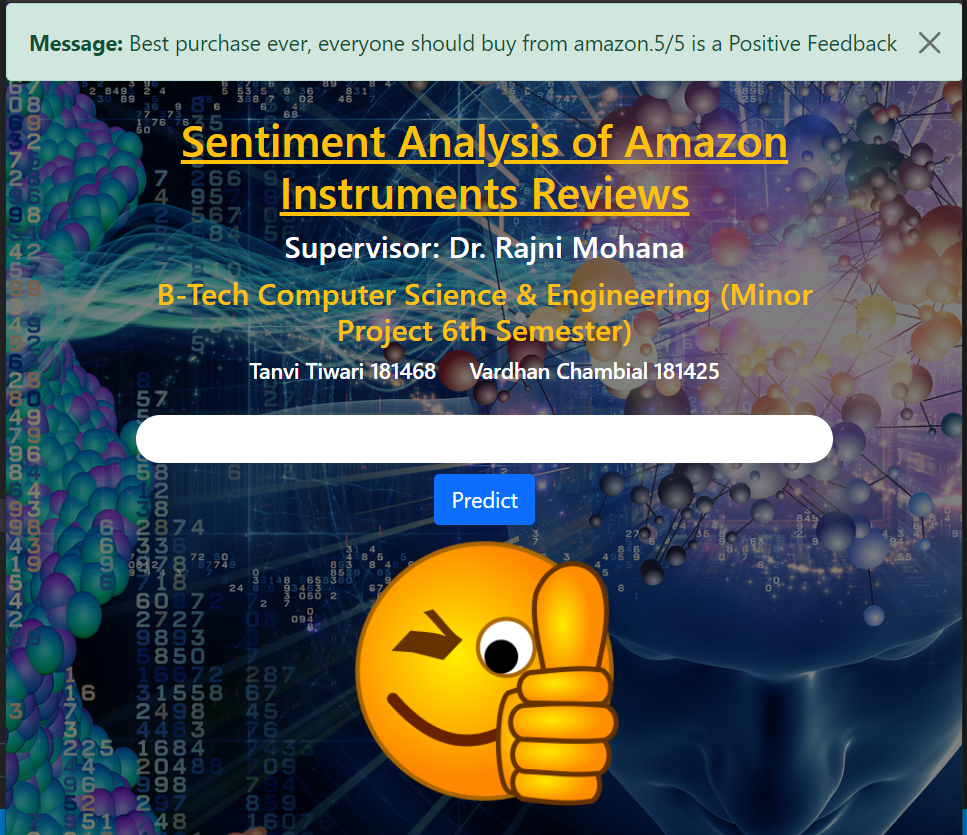 Message: Best purchase ever, everyone should buy from amazon.5/5 is a Positive Feedback
Sentiment Analysis of Amazon
Instruments Reviews
Supervisor: Dr. Rajni Mohana
B-Tech Computer Science & Engineering (Minor
Project 6th Semester)
Tanvi Tiwari 181468 Vardhan Chambial 181425
Predict